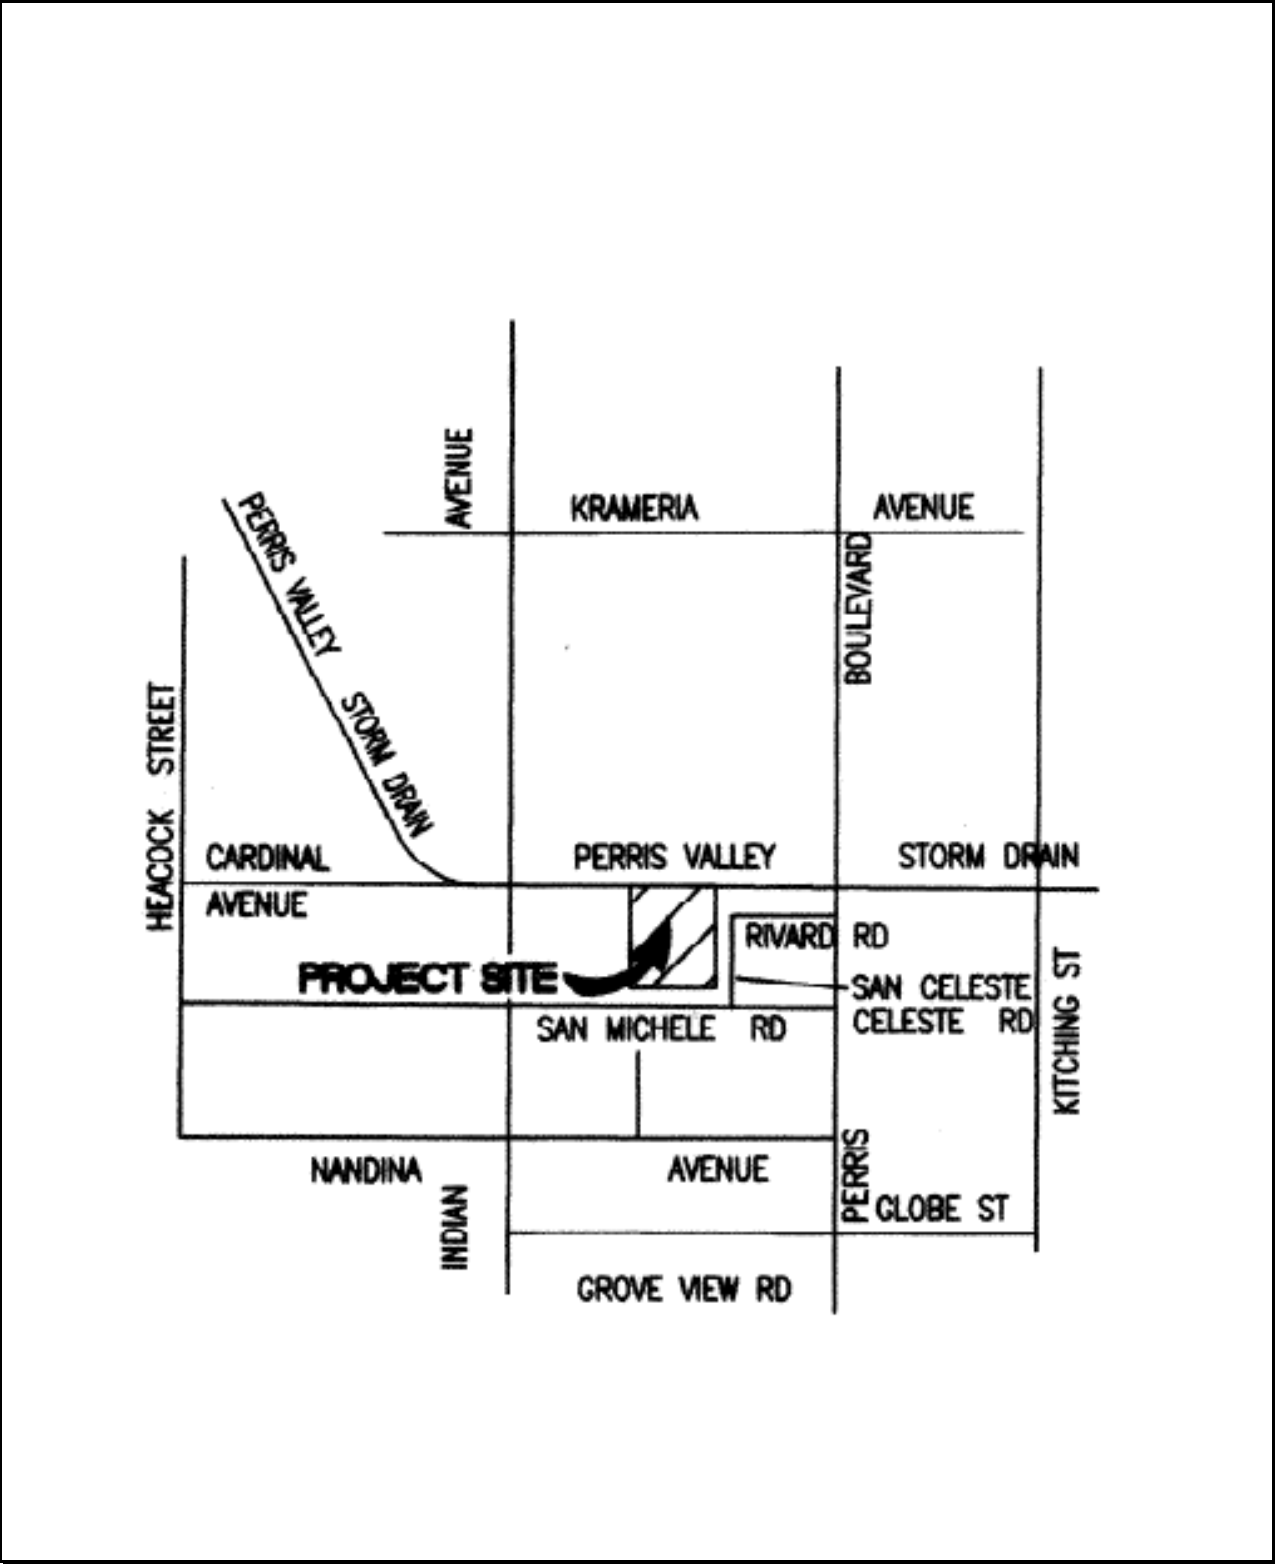 AVENUE
KRAMERIA AVENUE
PERRIS VALLEY STORM DRAIN
BOULEVARD
HEACOCK STREET
CARDINAL
AVENUE
PERRIS VALLEY STORM DRAIN
RIVARD RD
PROJECT SITE
SAN CELESTE
CELESTE RD
SAN MICHELE RD
KITCHING ST
NANDINA AVENUE
PERRIS
INDIAN
GLOBE ST
GROVE VIEW RD